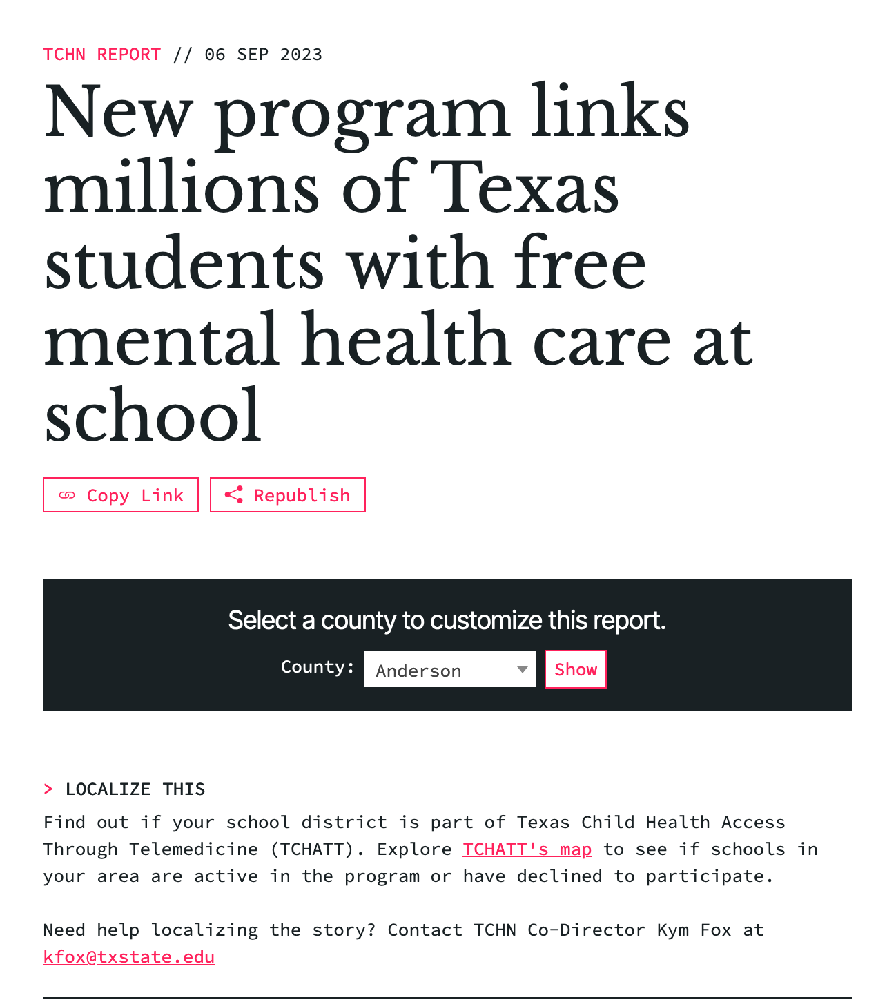 TCHN REPORT // 06 SEP 2023
New program links
millions of Texas
students with free
mental health care at
school
Copy Link
Republish
Select a county to customize this report.
County: Anderson Show
> LOCALIZE THIS
Find out if your school district is part of Texas Child Health Access
Through Telemedicine (TCHATT). Explore TCHATT's map to see if schools in
your area are active in the program or have declined to participate.
Need help localizing the story? Contact TCHN Co-Director Kym Fox at
kfox@txstate.edu